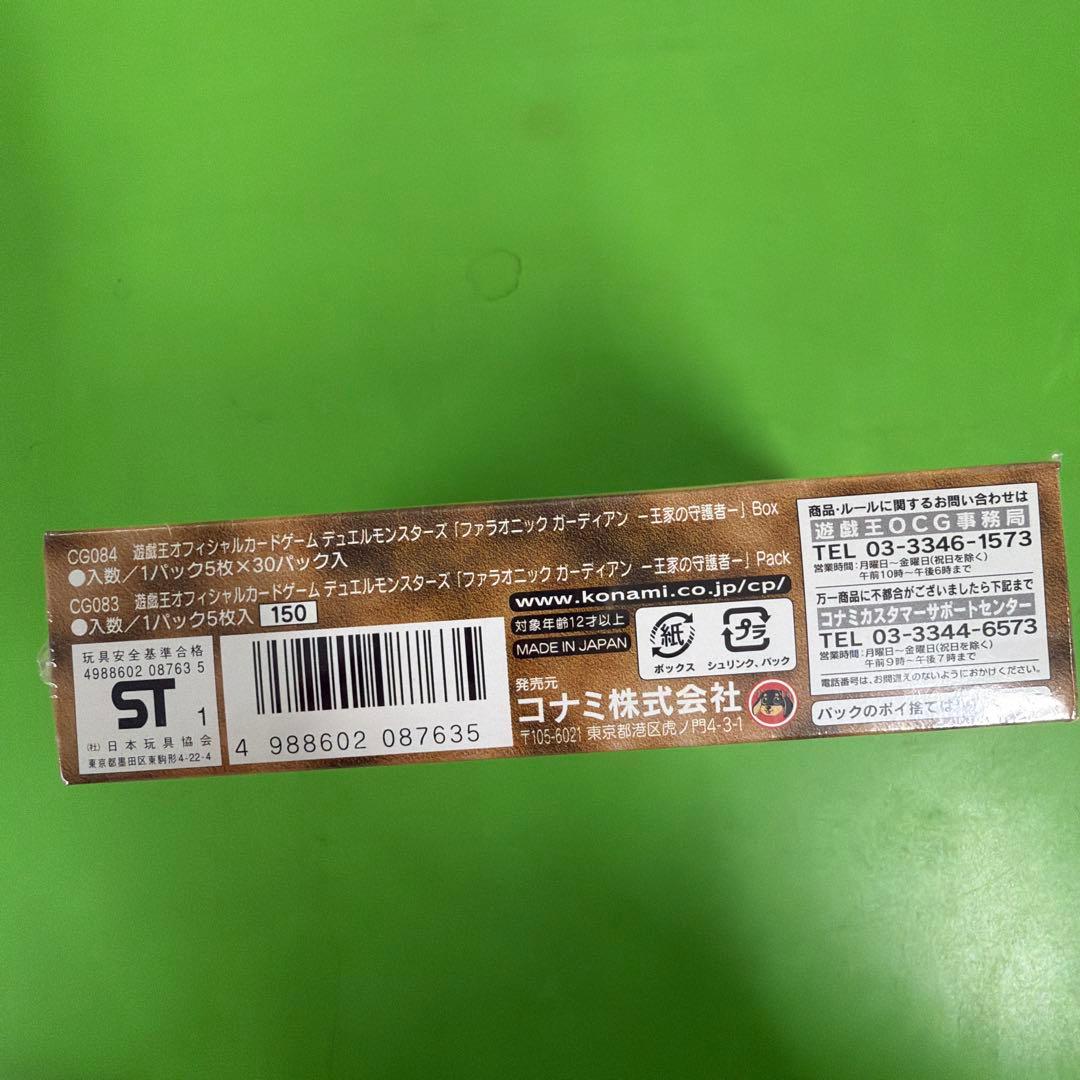 CG084 遊戯王オフィシャルカードゲーム デュエルモンスターズ「ファラオニック ガーディアン －王家の守護者－」Box
●入数／1パック5枚×30パック入
CG083 遊戯王オフィシャルカードゲーム デュエルモンスターズ「ファラオニック ガーディアン －王家の守護者－」Pack
●入数／1パック5枚入 150
玩具安全基準合格
4988602 08763 5
ST 1
(社)日本玩具協会
東京都墨田区東駒形4-22-4
4 988602 087635
www.konami.co.jp/cp/
対象年齢12才以上
MADE IN JAPAN
紙
ボックス
プラ
シュリンク、パック
発売元
コナミ株式会社
〒105-6021 東京都港区虎ノ門4-3-1
商品・ルールに関するお問い合わせは
遊戯王OCG事務局
TEL 03-3346-1573
営業時間：月曜日～金曜日(祝日を除く)
午前10時～午後6時まで
万一商品に不都合がございましたら下記まで
コナミカスタマーサポートセンター
TEL 03-3344-6573
営業時間：月曜日～金曜日(祝日を除く)
午前9時～午後7時まで
電話番号は、お間違えのないようにおかけください。
パックのポイ捨ては